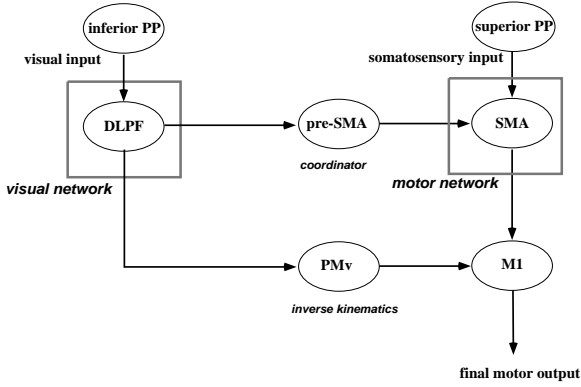 inferior PP
superior PP
visual input
somatosensory input
DLPF
pre-SMA
SMA
coordinator
visual network
motor network
PMv
M1
inverse kinematics
final motor output